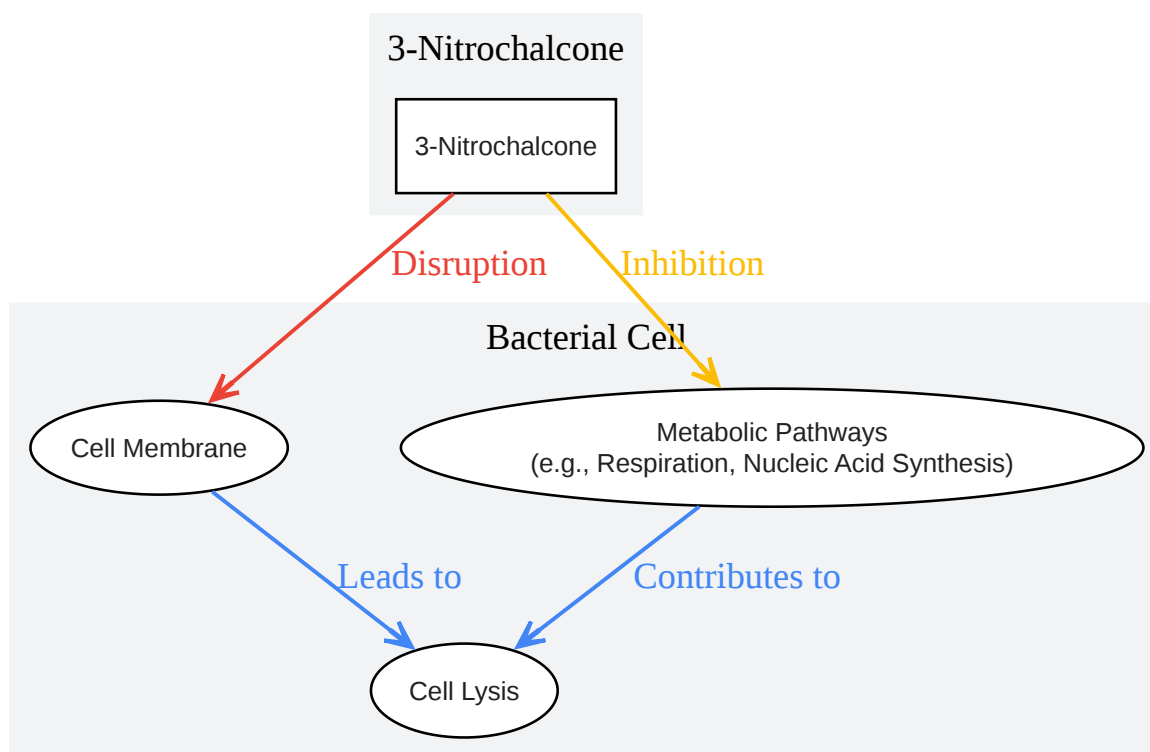 3-Nitrochalcone
3-Nitrochalcone
Disruption
Inhibition
Bacterial Cell
Cell Membrane
Metabolic Pathways
(e.g., Respiration, Nucleic Acid Synthesis)
Leads to
Contributes to
Cell Lysis